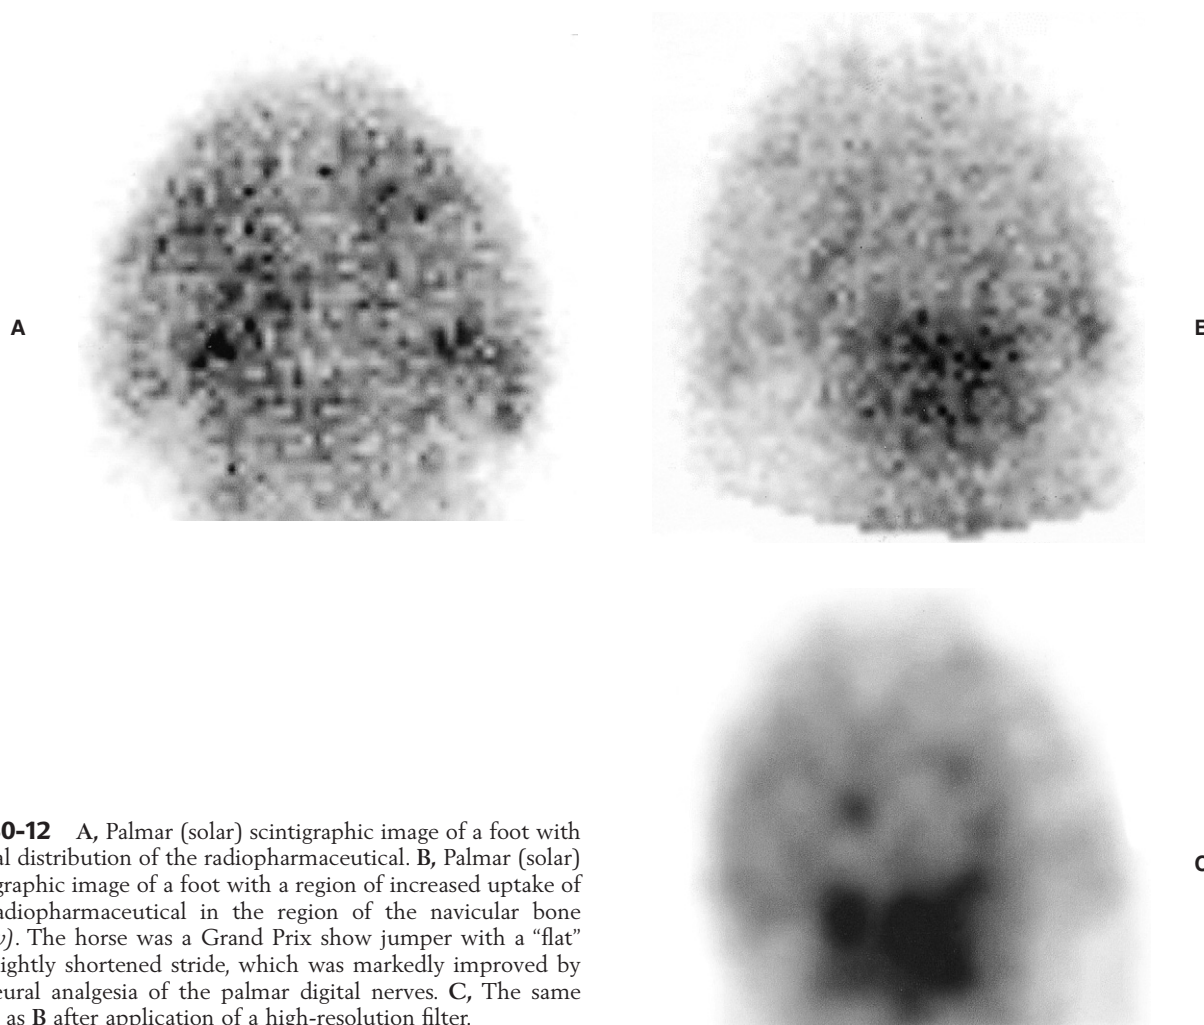 A
B
C
0-12 A, Palmar (solar) scintigraphic image of a foot with
al distribution of the radiopharmaceutical. B, Palmar (solar)
graphic image of a foot with a region of increased uptake of
adiopharmaceutical in the region of the navicular bone
). The horse was a Grand Prix show jumper with a “flat”
ightly shortened stride, which was markedly improved by
eural analgesia of the palmar digital nerves. C, The same
as B after application of a high-resolution filter.